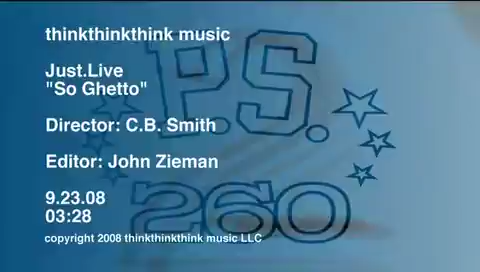 thinkthinkthink music
Just.Live
"So Ghetto"
P.S.
Director: C.B. Smith
Editor: John Zieman
9.23.08
03:28
260
copyright 2008 thinkthinkthink music LLC